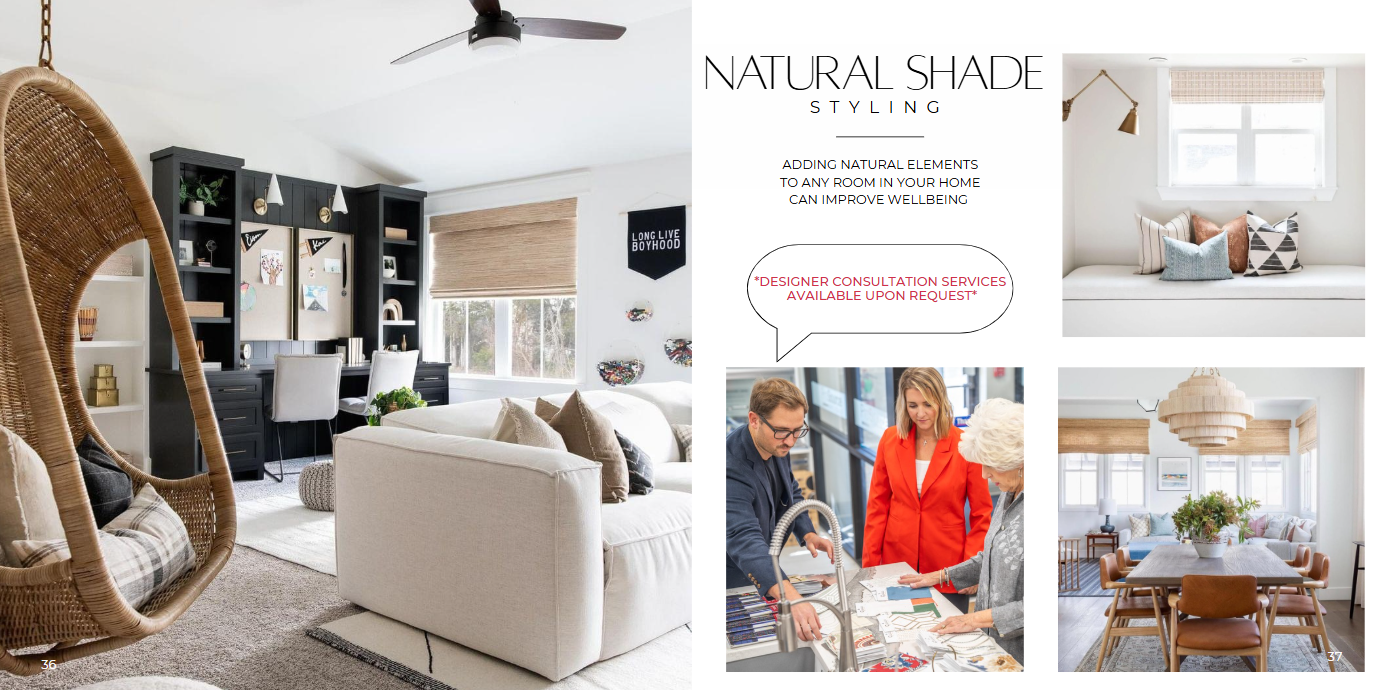 LONG LIVE
BOYHOOD
36
NATURAL SHADE
STYLING
ADDING NATURAL ELEMENTS
TO ANY ROOM IN YOUR HOME
CAN IMPROVE WELLBEING
*DESIGNER CONSULTATION SERVICES
AVAILABLE UPON REQUEST*
37